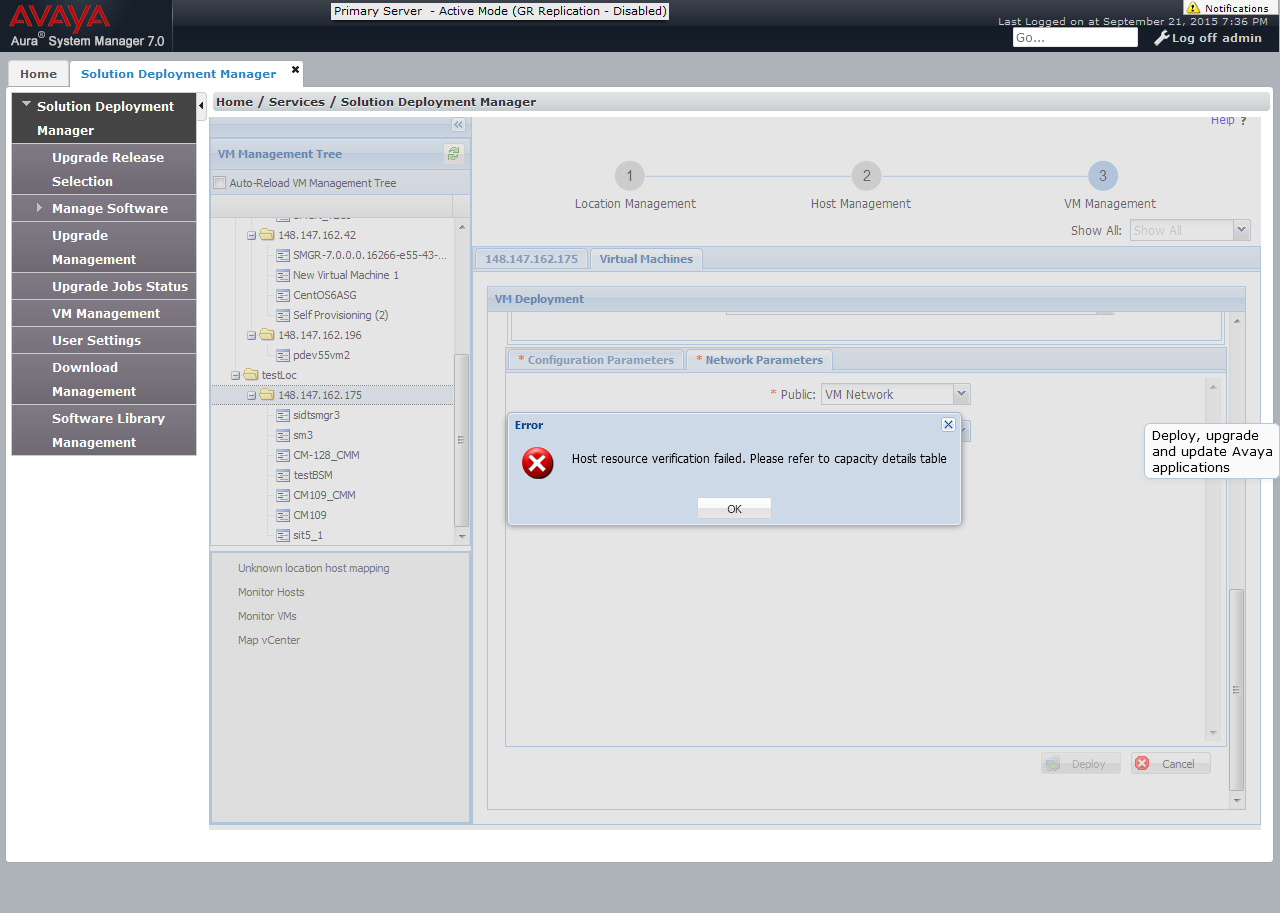 AVAYA
Aura® System Manager 7.0
Primary Server - Active Mode (GR Replication - Disabled)
Notifications
Last Logged on at September 21, 2015 7:36 PM
Go...
Log off admin
Home
Solution Deployment Manager
Solution Deployment
Manager
Upgrade Release
Selection
Manage Software
Upgrade
Management
Upgrade Jobs Status
VM Management
User Settings
Download
Management
Software Library
Management
Home / Services / Solution Deployment Manager
Help ?
VM Management Tree
Auto-Reload VM Management Tree
148.147.162.42
SMGR-7.0.0.0.16266-e55-43-...
New Virtual Machine 1
CentOS6ASG
Self Provisioning (2)
148.147.162.196
pdev55vm2
testLoc
148.147.162.175
sidtsmgr3
sm3
CM-128_CMM
testBSM
CM109_CMM
CM109
sit5_1
Unknown location host mapping
Monitor Hosts
Monitor VMs
Map vCenter
1
2
3
Location Management
Host Management
VM Management
Show All:
Show All
148.147.162.175
Virtual Machines
VM Deployment
* Configuration Parameters
* Network Parameters
* Public:
VM Network
Error
Host resource verification failed. Please refer to capacity details table
OK
Deploy
Cancel
Deploy, upgrade
and update Avaya
applications